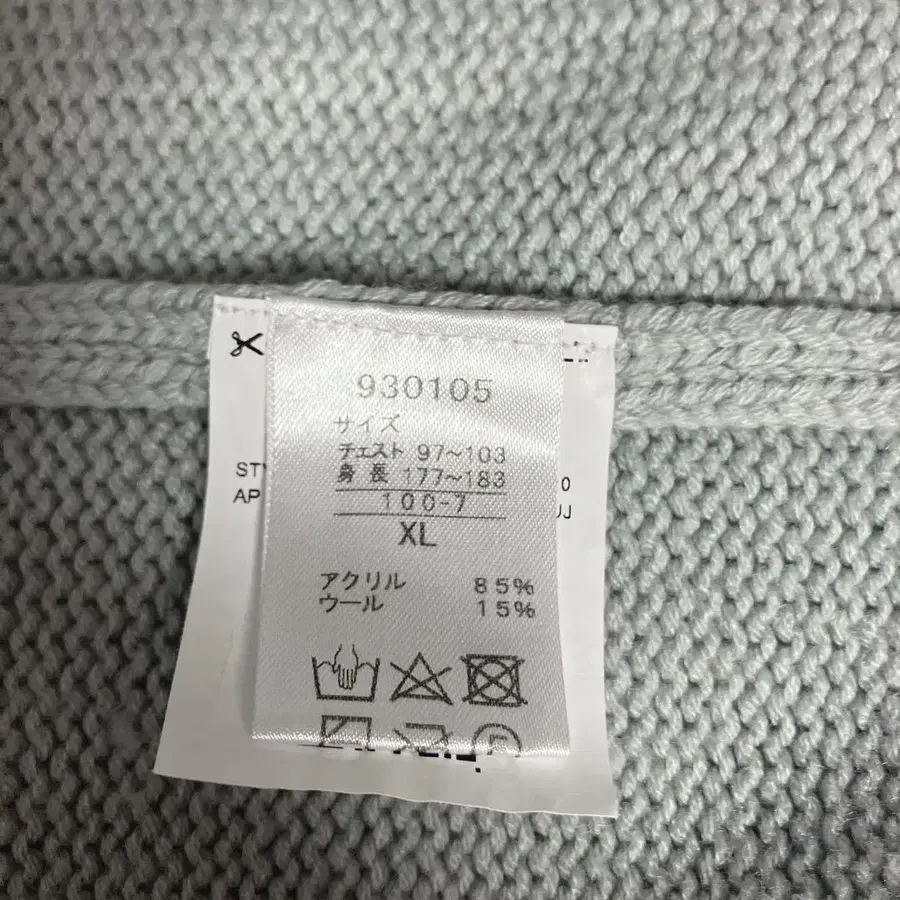 930105
サイズ
チェスト 97～103
身長 177～183
100-7
XL
アクリル 85%
ウール 15%